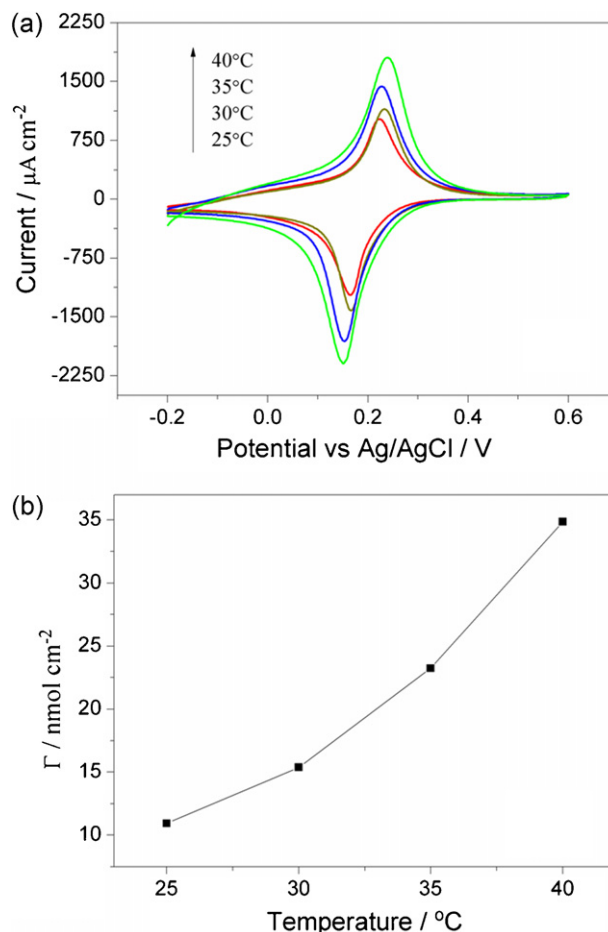 (a)
2250
1500
750
0
-750
-1500
-2250
Current / μA cm⁻²
40°C
35°C
30°C
25°C
-0.2 0.0 0.2 0.4 0.6
Potential vs Ag/AgCl / V
(b)
35
30
25
20
15
10
Γ / nmol cm⁻²
25 30 35 40
Temperature / °C